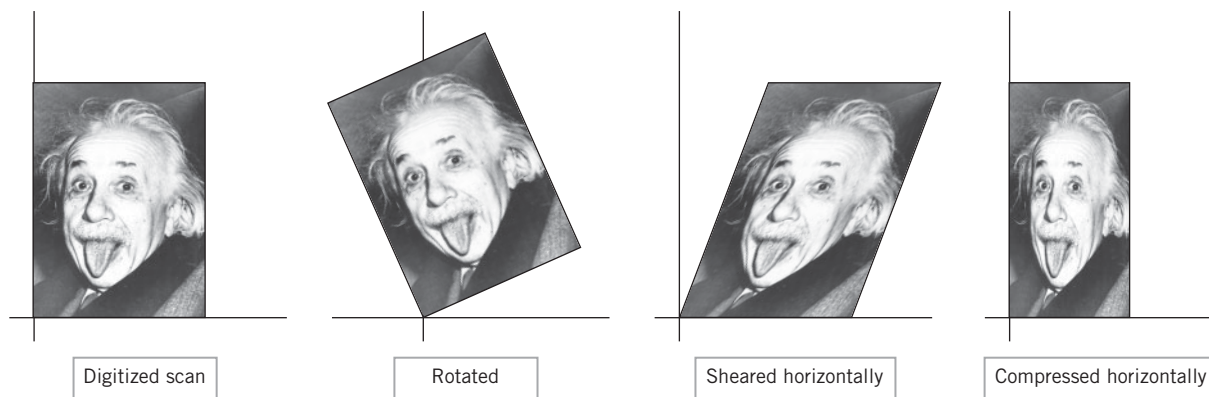 Digitized scan
Rotated
Sheared horizontally
Compressed horizontally